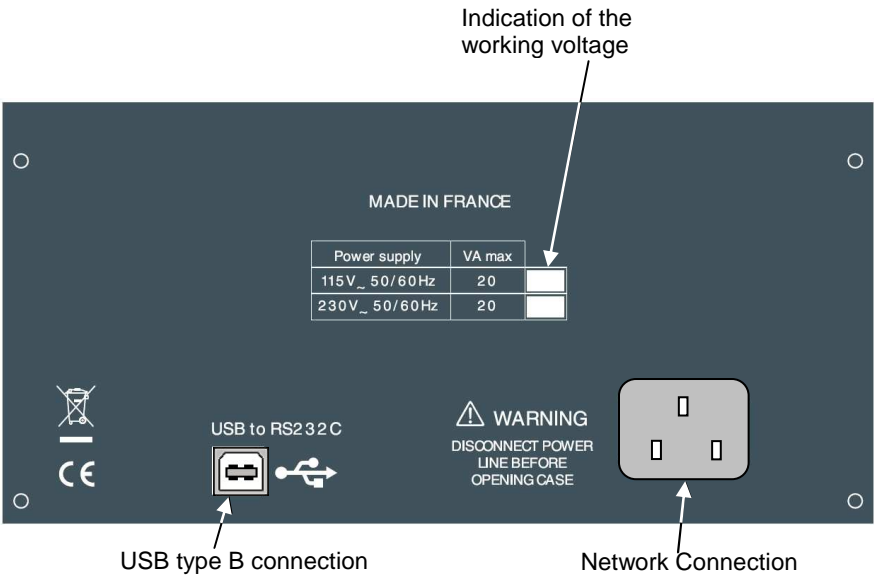 Indication of the
working voltage
MADE IN FRANCE
Power supply VA max
115V~ 50/60Hz 20
230V~ 50/60Hz 20
USB to RS232C
⚠ WARNING
DISCONNECT POWER
LINE BEFORE
OPENING CASE
CE
USB type B connection
Network Connection